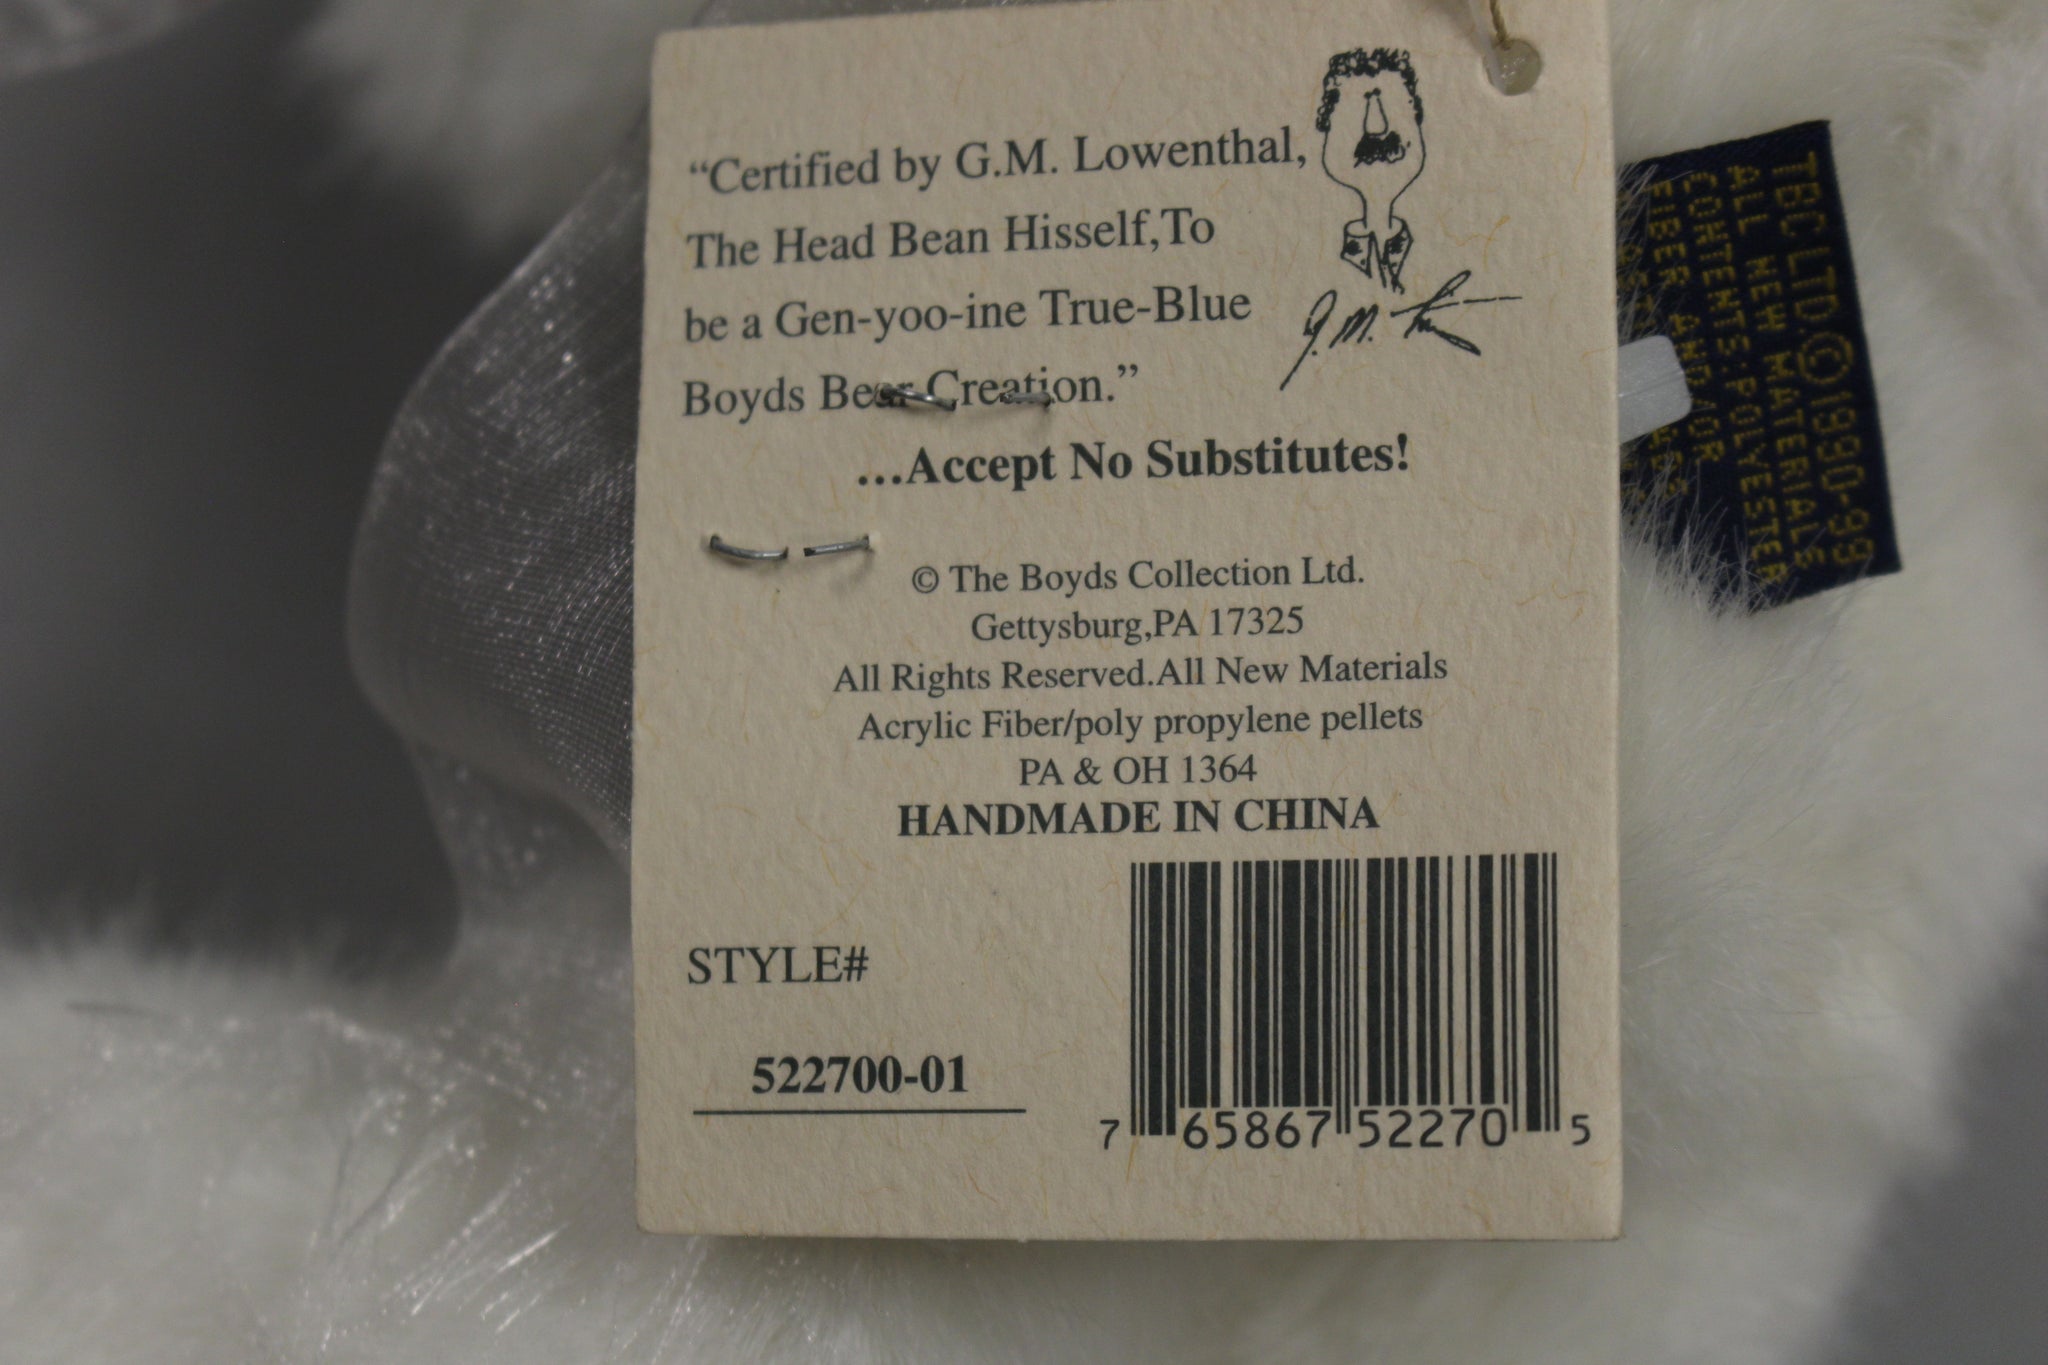 “Certified by G.M. Lowenthal,
The Head Bean Hisself,To
be a Gen-yoo-ine True-Blue
Boyds Bear Creation.”
...Accept No Substitutes!
© The Boyds Collection Ltd.
Gettysburg,PA 17325
All Rights Reserved.All New Materials
Acrylic Fiber/poly propylene pellets
PA & OH 1364
HANDMADE IN CHINA
STYLE#
522700-01
7 65867 52270 5
TBC LTD.©1990-99
ALL NEW MATERIALS
CONTENTS:POLYESTER
FIBER AND/OR